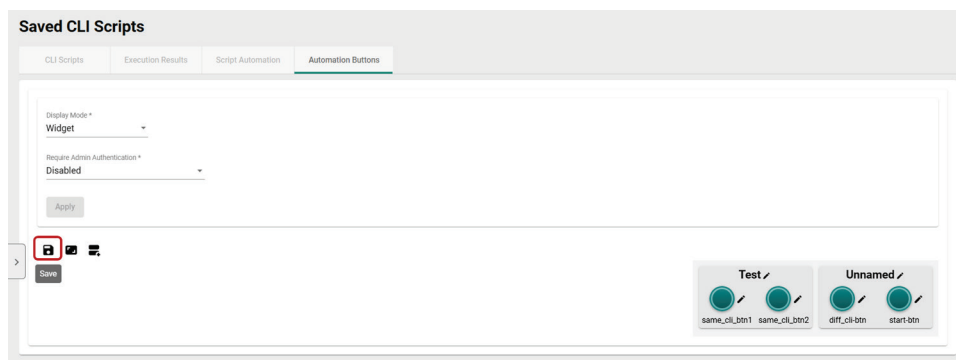 Saved CLI Scripts
CLI Scripts Execution Results Script Automation Automation Buttons
Display Mode *
Widget
Require Admin Authentication *
Disabled
Apply
Save
Test Unnamed
same_cli_btn1 same_cli_btn2 diff_cli-btn start-btn